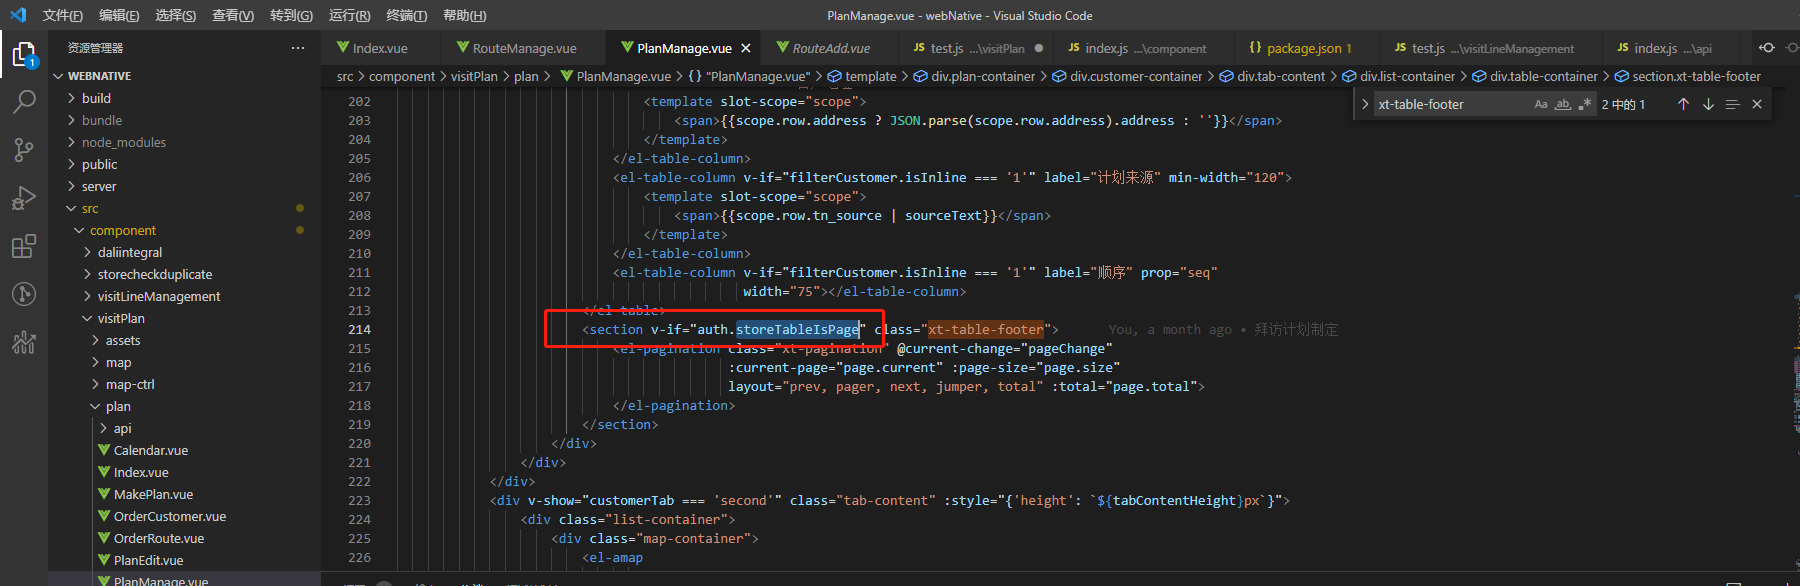 文件(F) 编辑(E) 选择(S) 查看(V) 转到(G) 运行(R) 终端(T) 帮助(H) PlanManage.vue - webNative - Visual Studio Code
资源管理器 ··· Index.vue RouteManage.vue PlanManage.vue × RouteAdd.vue JS test.js ...\visitPlan JS index.js ...\component {} package.json 1 JS test.js ...\visitLineManagement JS index.js ...\api
src > component > visitPlan > plan > PlanManage.vue > {} "PlanManage.vue" > template > div.plan-container > div.customer-container > div.tab-content > div.list-container > div.table-container > section.xt-table-footer
xt-table-footer Aa ab .* 2 中的 1
1
WEBNATIVE
build
bundle
node_modules
public
server
src
component
daliintegral
storecheckduplicate
visitLineManagement
visitPlan
assets
map
map-ctrl
plan
api
Calendar.vue
Index.vue
MakePlan.vue
OrderCustomer.vue
OrderRoute.vue
PlanEdit.vue
PlanManage.vue
202 <template slot-scope="scope">
203 <span>{{scope.row.address ? JSON.parse(scope.row.address).address : ''}}</span>
204 </template>
205 </el-table-column>
206 <el-table-column v-if="filterCustomer.isInline === '1'" label="计划来源" min-width="120">
207 <template slot-scope="scope">
208 <span>{{scope.row.tn_source | sourceText}}</span>
209 </template>
210 </el-table-column>
211 <el-table-column v-if="filterCustomer.isInline === '1'" label="顺序" prop="seq"
212 width="75"></el-table-column>
213 </el-table>
214 <section v-if="auth.storeTableIsPage" class="xt-table-footer"> You, a month ago • 拜访计划制定
215 <el-pagination class="xt-pagination" @current-change="pageChange"
216 :current-page="page.current" :page-size="page.size"
217 layout="prev, pager, next, jumper, total" :total="page.total">
218 </el-pagination>
219 </section>
220 </div>
221 </div>
222 </div>
223 <div v-show="customerTab === 'second'" class="tab-content" :style="{'height': `${tabContentHeight}px`}">
224 <div class="list-container">
225 <div class="map-container">
226 <el-amap